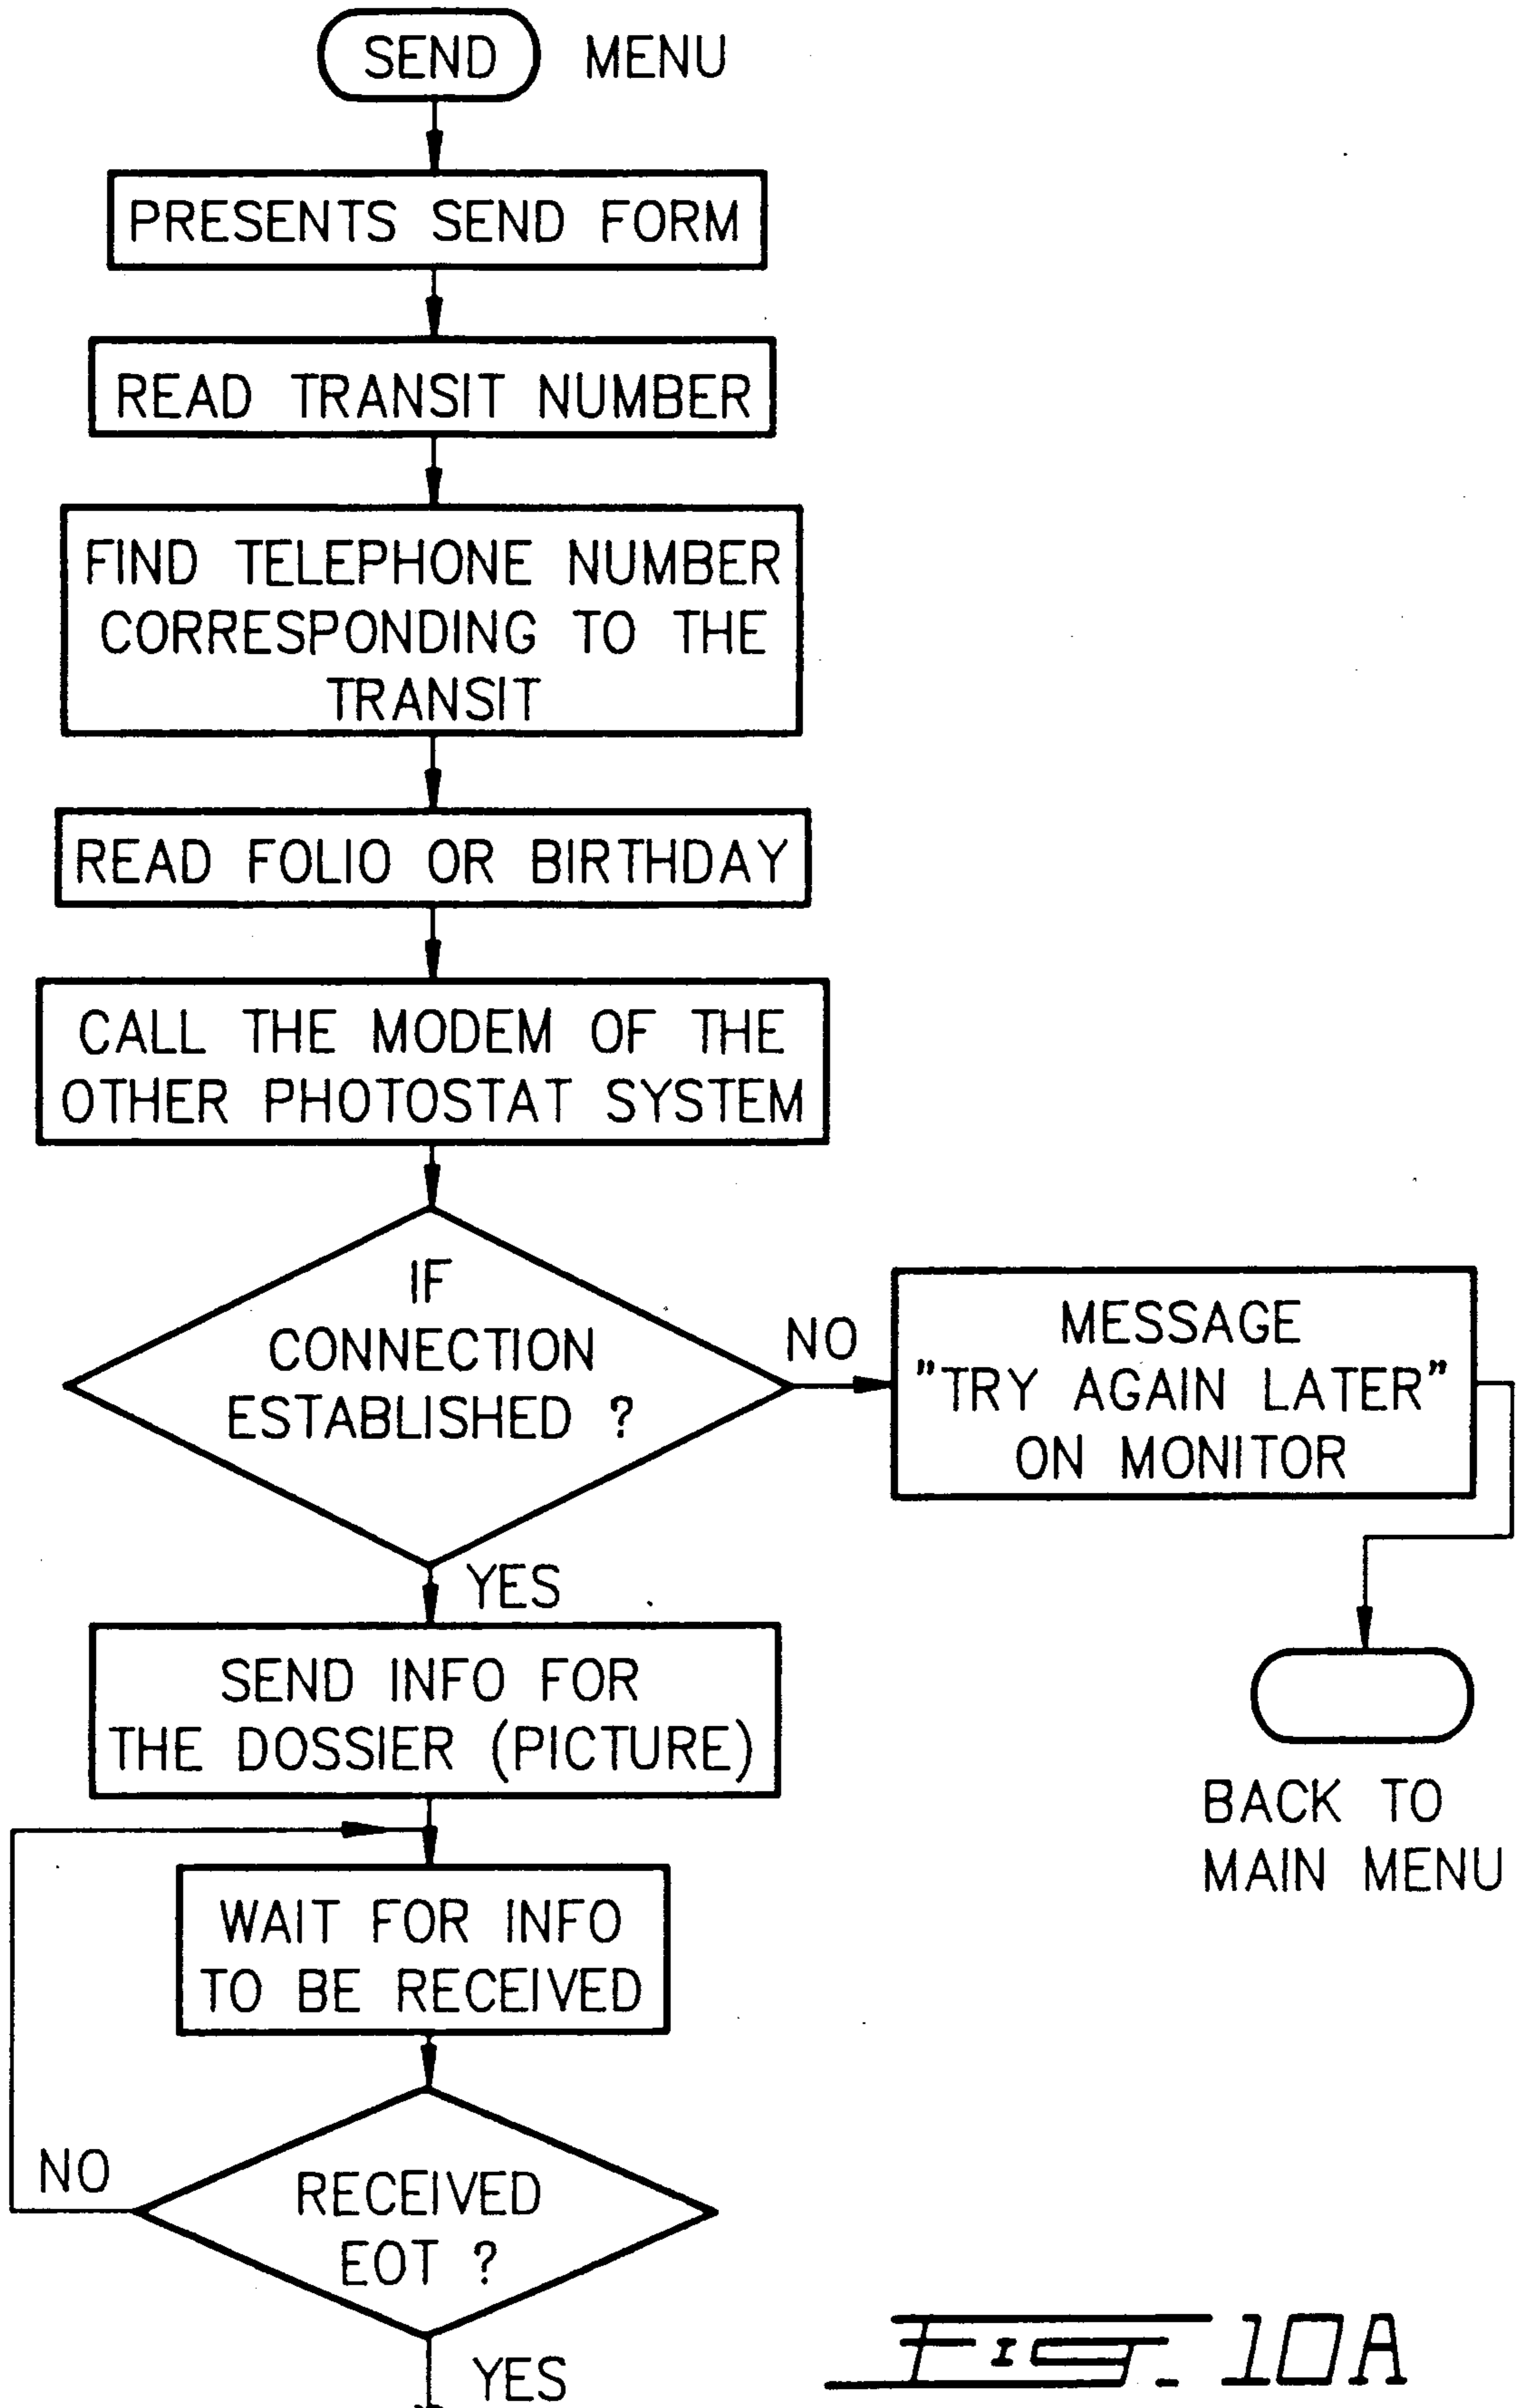 SEND MENU
PRESENTS SEND FORM
READ TRANSIT NUMBER
FIND TELEPHONE NUMBER
CORRESPONDING TO THE
TRANSIT
READ FOLIO OR BIRTHDAY
CALL THE MODEM OF THE
OTHER PHOTOSTAT SYSTEM
IF
CONNECTION
ESTABLISHED ?
NO
MESSAGE
"TRY AGAIN LATER"
ON MONITOR
YES
SEND INFO FOR
THE DOSSIER (PICTURE)
BACK TO
MAIN MENU
WAIT FOR INFO
TO BE RECEIVED
NO
RECEIVED
EOT ?
YES
Fig. 10A